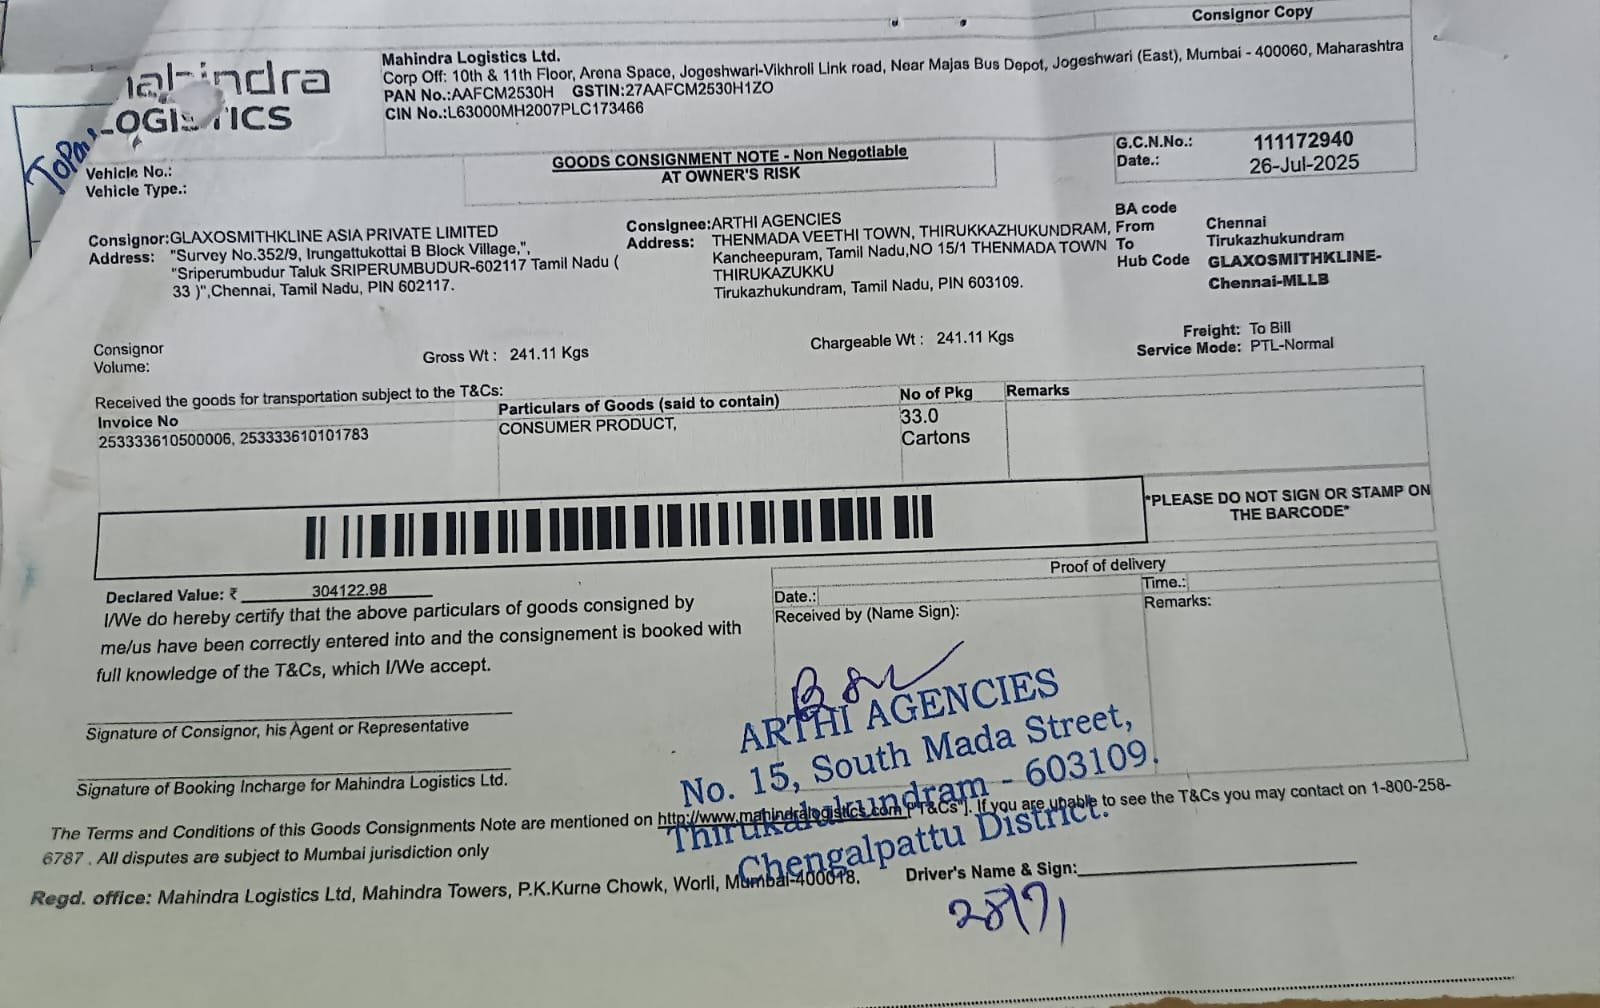 Consignor Copy
Mahindra Logistics Ltd.
Corp Off: 10th & 11th Floor, Arena Space, Jogeshwari-Vikhroli Link road, Near Majas Bus Depot, Jogeshwari (East), Mumbai - 400060, Maharashtra
PAN No.:AAFCM2530H GSTIN:27AAFCM2530H1ZO
CIN No.:L63000MH2007PLC173466
Vehicle No.:
Vehicle Type.:
GOODS CONSIGNMENT NOTE - Non Negotiable
AT OWNER'S RISK
G.C.N.No.: 111172940
Date.: 26-Jul-2025
Consignor:GLAXOSMITHKLINE ASIA PRIVATE LIMITED
Address: "Survey No.352/9, Irungattukottai B Block Village,",
"Sriperumbudur Taluk SRIPERUMBUDUR-602117 Tamil Nadu (
33 )",Chennai, Tamil Nadu, PIN 602117.
Consignee:ARTHI AGENCIES
Address: THENMADA VEETHI TOWN, THIRUKKAZHUKUNDRAM,
Kancheepuram, Tamil Nadu,NO 15/1 THENMADA TOWN
THIRUKAZUKKU
Tirukazhukundram, Tamil Nadu, PIN 603109.
BA code
From Chennai
To Tirukazhukundram
Hub Code GLAXOSMITHKLINE-
Chennai-MLLB
Consignor
Volume:
Gross Wt : 241.11 Kgs
Chargeable Wt : 241.11 Kgs
Freight: To Bill
Service Mode: PTL-Normal
Received the goods for transportation subject to the T&Cs:
Invoice No
253333610500006, 253333610101783
Particulars of Goods (said to contain)
CONSUMER PRODUCT,
No of Pkg
33.0
Cartons
Remarks
*PLEASE DO NOT SIGN OR STAMP ON
THE BARCODE*
Declared Value: ₹ 304122.98
I/We do hereby certify that the above particulars of goods consigned by
me/us have been correctly entered into and the consignement is booked with
full knowledge of the T&Cs, which I/We accept.
Proof of delivery
Date.:
Time.:
Received by (Name Sign):
Remarks:
ARTHI AGENCIES
No. 15, South Mada Street,
Thirukalukundram - 603109.
Chengalpattu District.
Signature of Consignor, his Agent or Representative
Signature of Booking Incharge for Mahindra Logistics Ltd.
The Terms and Conditions of this Goods Consignments Note are mentioned on http://www.mahindralogistics.com ["T&Cs"]. If you are unable to see the T&Cs you may contact on 1-800-258-
6787 . All disputes are subject to Mumbai jurisdiction only
Regd. office: Mahindra Logistics Ltd, Mahindra Towers, P.K.Kurne Chowk, Worli, Mumbai-400018.
Driver's Name & Sign:
28/7/